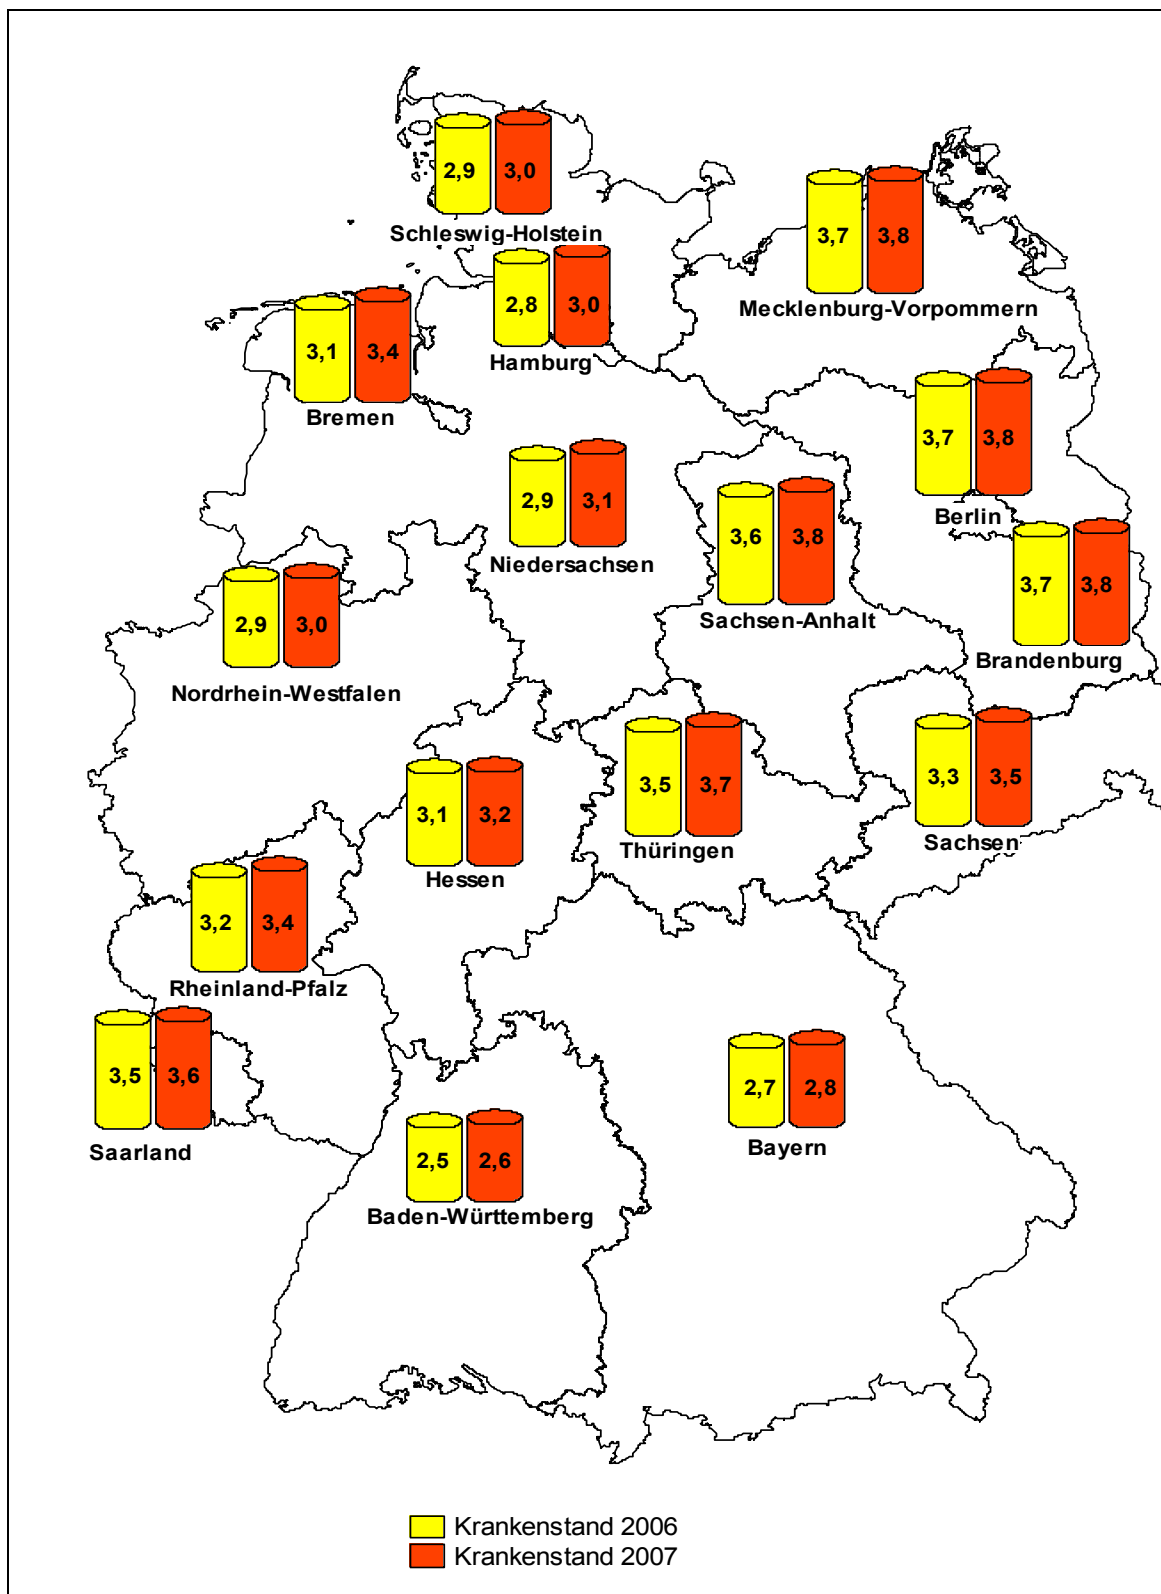 2,9 3,0
Schleswig-Holstein
3,7 3,8
Mecklenburg-Vorpommern
2,8 3,0
Hamburg
3,1 3,4
Bremen
3,7 3,8
Berlin
2,9 3,1
Niedersachsen
3,6 3,8
Sachsen-Anhalt
3,7 3,8
Brandenburg
2,9 3,0
Nordrhein-Westfalen
3,1 3,2
Hessen
3,5 3,7
Thüringen
3,3 3,5
Sachsen
3,2 3,4
Rheinland-Pfalz
3,5 3,6
Saarland
2,7 2,8
Bayern
2,5 2,6
Baden-Württemberg
Krankenstand 2006
Krankenstand 2007